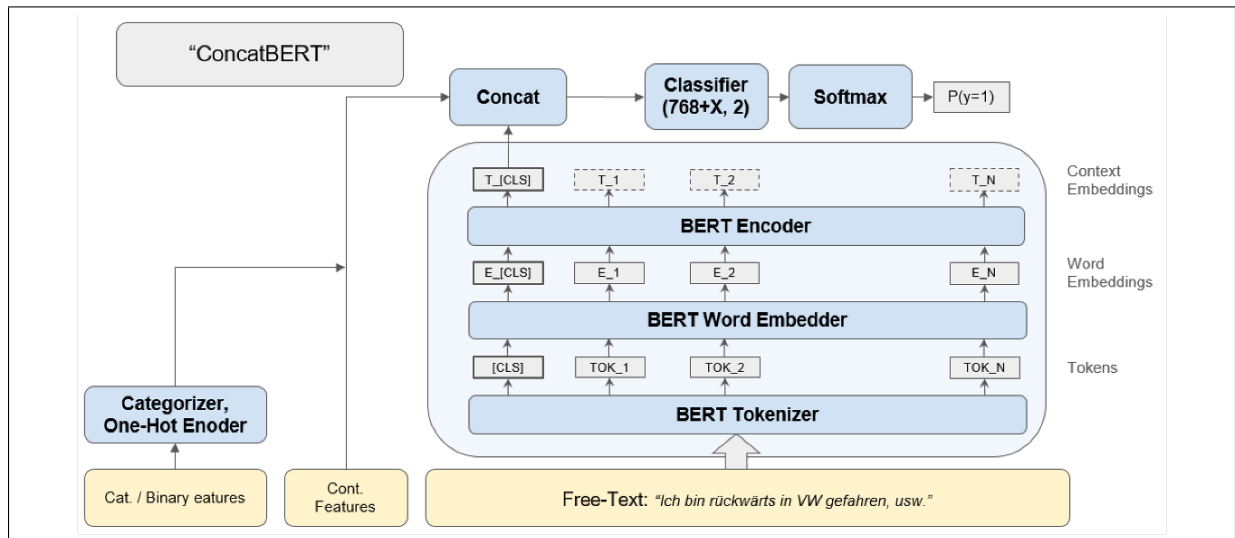 “ConcatBERT”
Concat
Classifier
(768+X, 2)
Softmax
P(y=1)
T_[CLS]
T_1
T_2
T_N
Context
Embeddings
BERT Encoder
E_[CLS]
E_1
E_2
E_N
Word
Embeddings
BERT Word Embedder
[CLS]
TOK_1
TOK_2
TOK_N
Tokens
Categorizer,
One-Hot Enoder
BERT Tokenizer
Cat. / Binary eatures
Cont.
Features
Free-Text: “Ich bin rückwärts in VW gefahren, usw.”